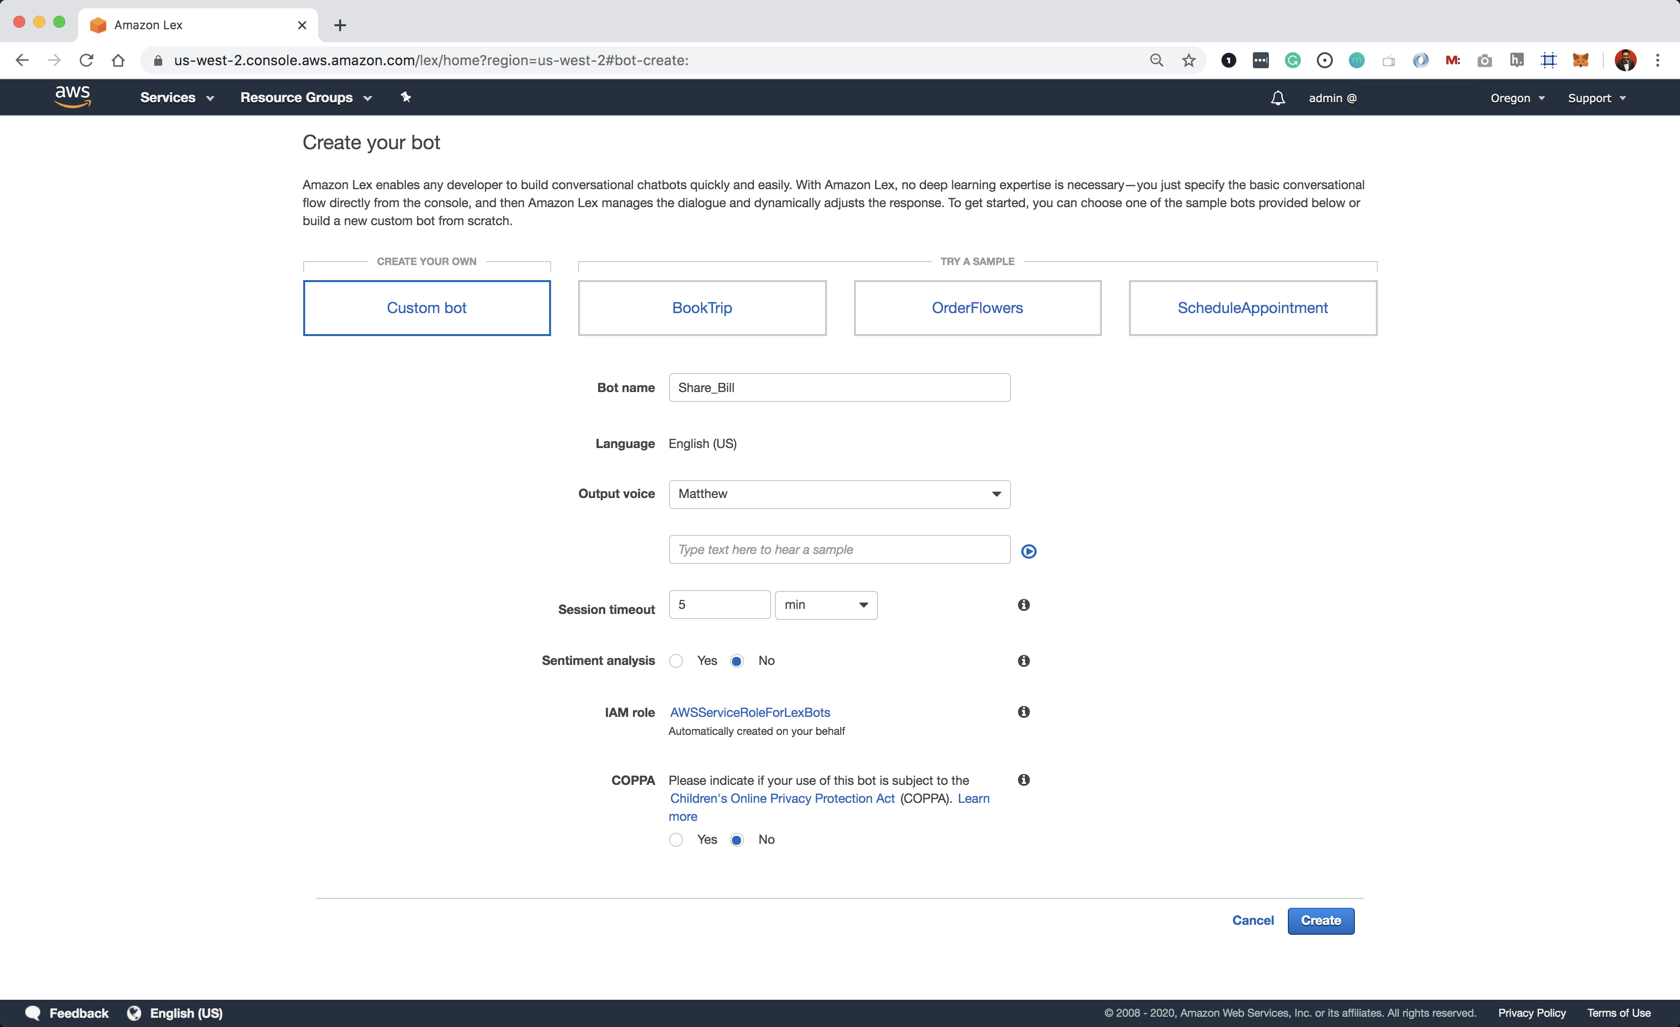 Amazon Lex
us-west-2.console.aws.amazon.com/lex/home?region=us-west-2#bot-create:
aws Services Resource Groups admin @ Oregon Support
Create your bot
Amazon Lex enables any developer to build conversational chatbots quickly and easily. With Amazon Lex, no deep learning expertise is necessary—you just specify the basic conversational
flow directly from the console, and then Amazon Lex manages the dialogue and dynamically adjusts the response. To get started, you can choose one of the sample bots provided below or
build a new custom bot from scratch.
CREATE YOUR OWN TRY A SAMPLE
Custom bot BookTrip OrderFlowers ScheduleAppointment
Bot name Share_Bill
Language English (US)
Output voice Matthew
Type text here to hear a sample
Session timeout 5 min
Sentiment analysis Yes No
IAM role AWSServiceRoleForLexBots
Automatically created on your behalf
COPPA Please indicate if your use of this bot is subject to the
Children's Online Privacy Protection Act (COPPA). Learn
more
Yes No
Cancel Create
Feedback English (US) © 2008 - 2020, Amazon Web Services, Inc. or its affiliates. All rights reserved. Privacy Policy Terms of Use